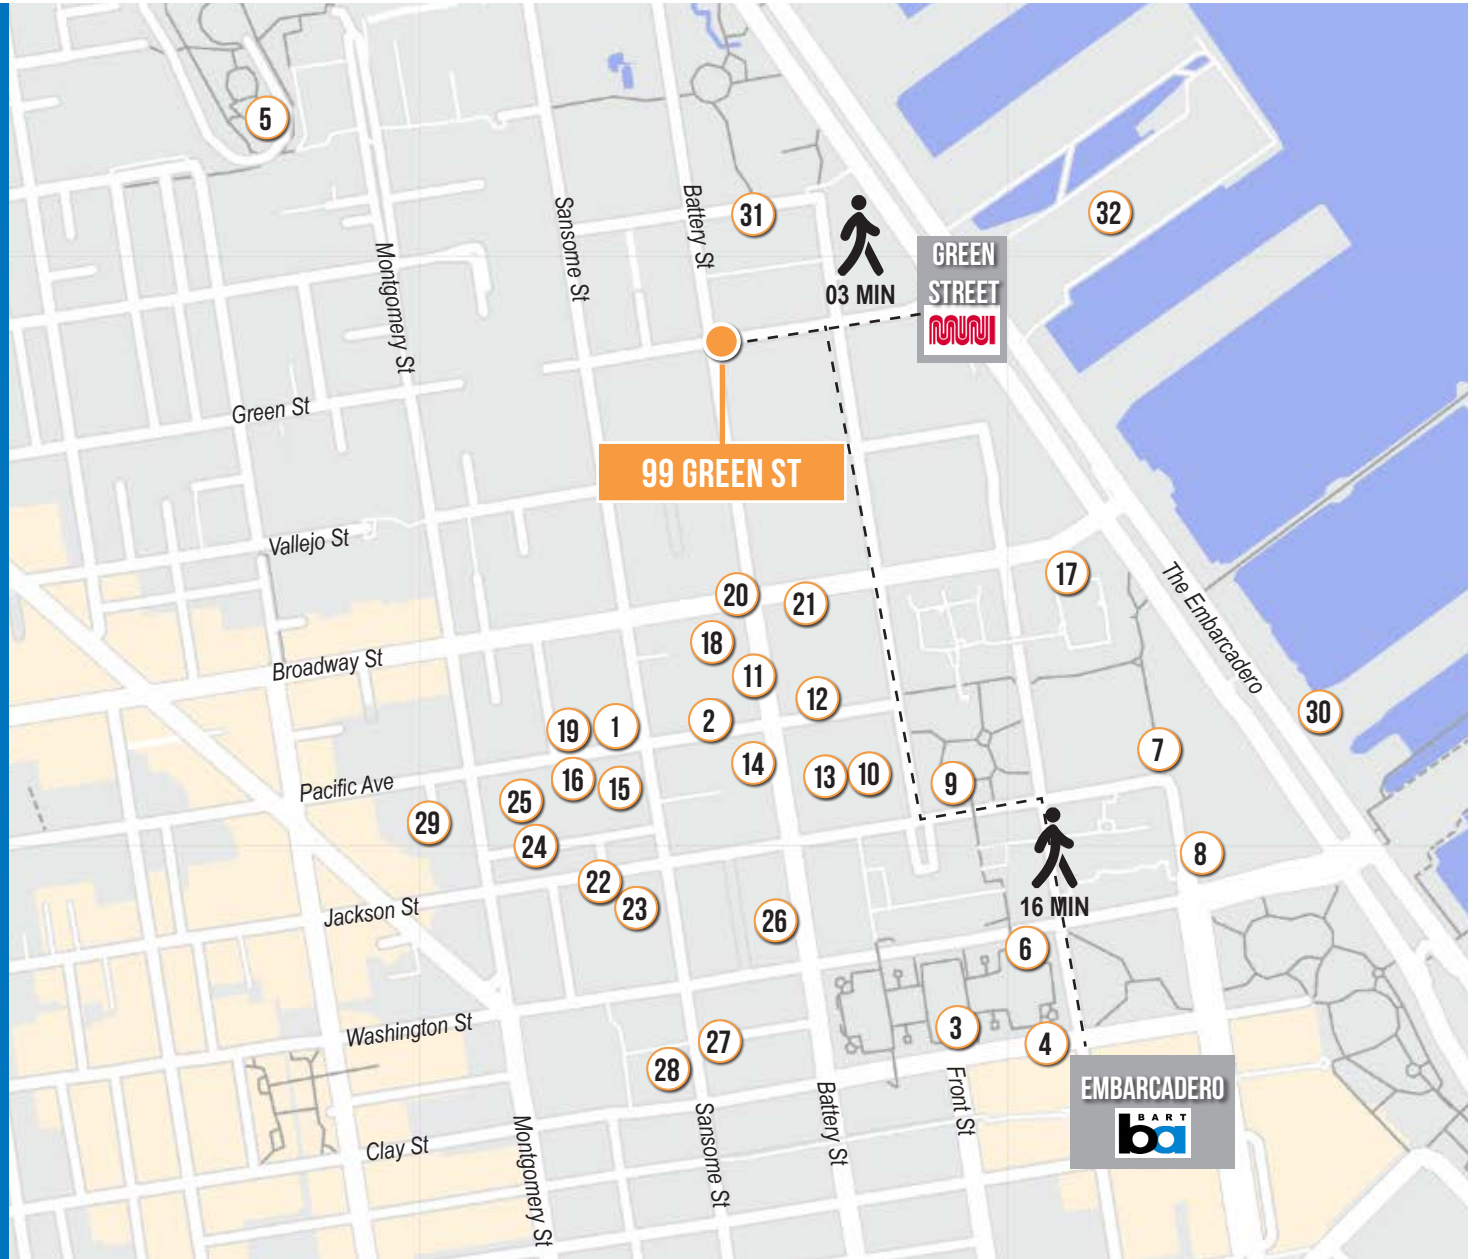 5
31
32
Sansome St
Battery St
Montgomery St
03 MIN
GREEN
STREET
MUNI
Green St
99 GREEN ST
Vallejo St
The Embarcadero
17
20
21
18
11
12
Broadway St
19
1
2
30
7
14
16
15
13
10
9
Pacific Ave
25
29
24
8
22
23
16 MIN
Jackson St
26
6
Washington St
27
3
4
28
EMBARCADERO
BART
ba
Clay St
Montgomery St
Sansome St
Battery St
Front St